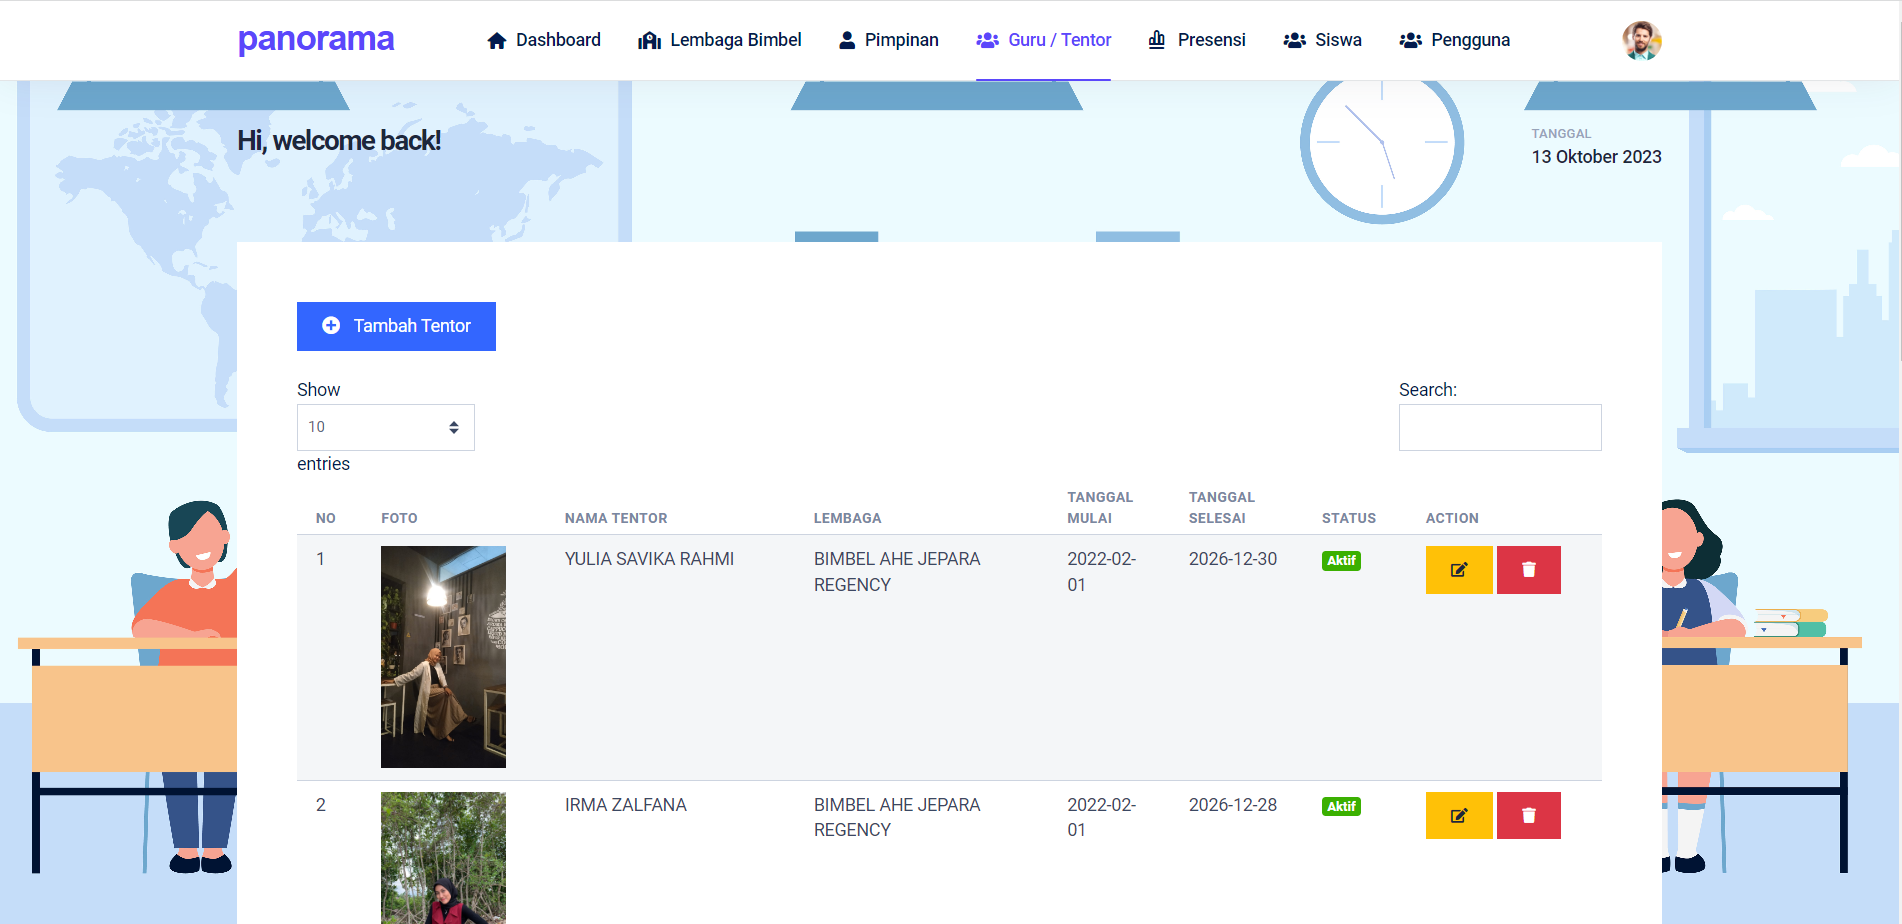 panorama
Dashboard
Lembaga Bimbel
Pimpinan
Guru / Tentor
Presensi
Siswa
Pengguna
Hi, welcome back!
TANGGAL
13 Oktober 2023
Tambah Tentor
Show
10
entries
Search:
NO
FOTO
NAMA TENTOR
LEMBAGA
TANGGAL
MULAI
TANGGAL
SELESAI
STATUS
ACTION
1
YULIA SAVIKA RAHMI
BIMBEL AHE JEPARA
REGENCY
2022-02-
01
2026-12-30
Aktif
2
IRMA ZALFANA
BIMBEL AHE JEPARA
REGENCY
2022-02-
01
2026-12-28
Aktif